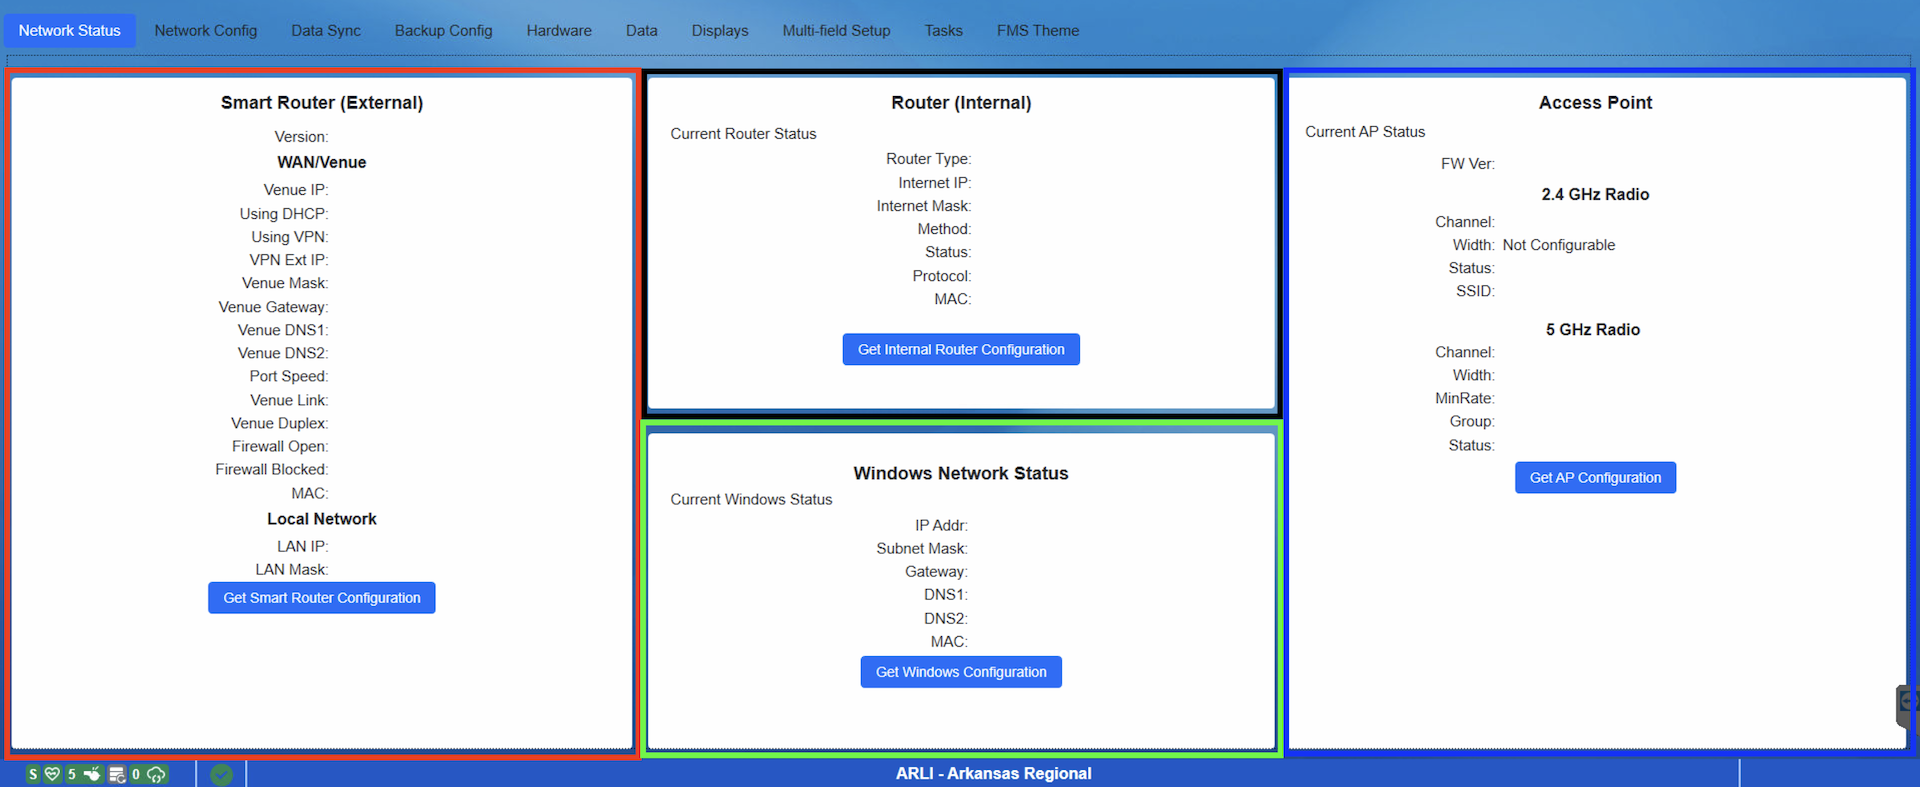 Network Status Network Config Data Sync Backup Config Hardware Data Displays Multi-field Setup Tasks FMS Theme
Smart Router (External)
Version:
WAN/Venue
Venue IP:
Using DHCP:
Using VPN:
VPN Ext IP:
Venue Mask:
Venue Gateway:
Venue DNS1:
Venue DNS2:
Port Speed:
Venue Link:
Venue Duplex:
Firewall Open:
Firewall Blocked:
MAC:
Local Network
LAN IP:
LAN Mask:
Get Smart Router Configuration
Router (Internal)
Current Router Status
Router Type:
Internet IP:
Internet Mask:
Method:
Status:
Protocol:
MAC:
Get Internal Router Configuration
Windows Network Status
Current Windows Status
IP Addr:
Subnet Mask:
Gateway:
DNS1:
DNS2:
MAC:
Get Windows Configuration
Access Point
Current AP Status
FW Ver:
2.4 GHz Radio
Channel:
Width: Not Configurable
Status:
SSID:
5 GHz Radio
Channel:
Width:
MinRate:
Group:
Status:
Get AP Configuration
S 5 0
ARLI - Arkansas Regional